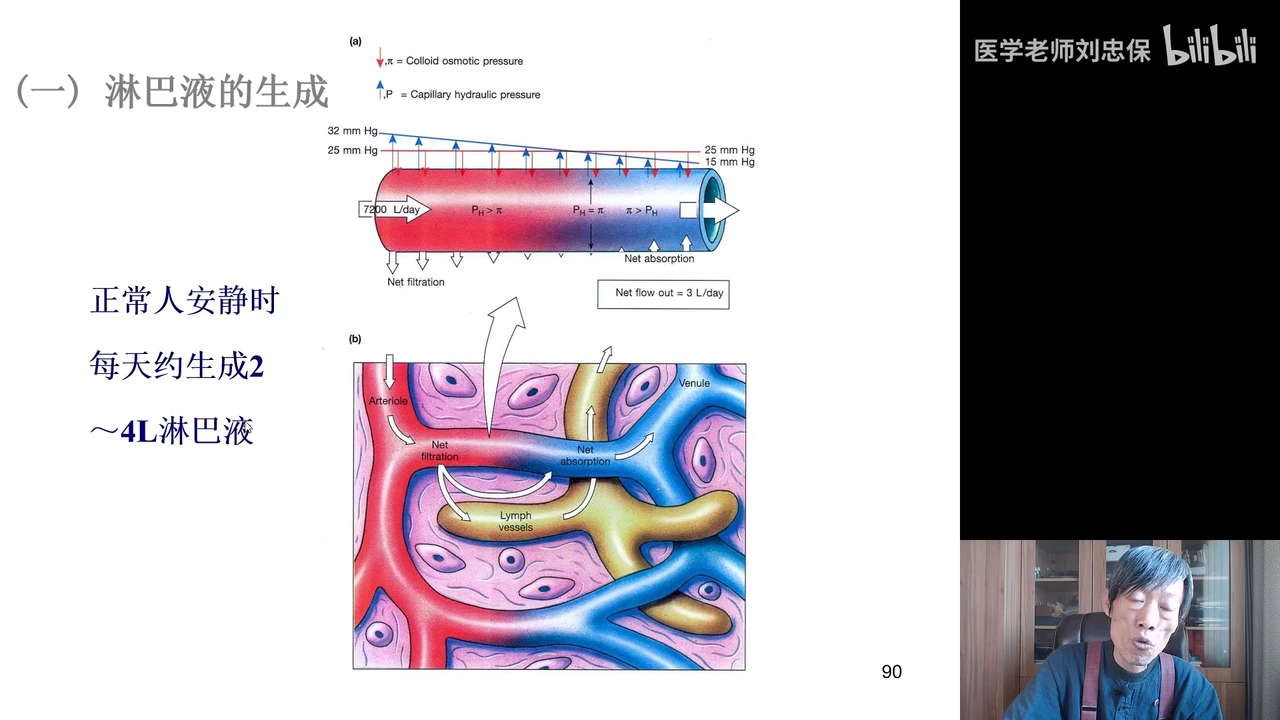 医学老师刘忠保 bilibili
(a)
,π = Colloid osmotic pressure
（一）淋巴液的生成
,P = Capillary hydraulic pressure
32 mm Hg
25 mm Hg
25 mm Hg
15 mm Hg
7200 L/day
PH > π
PH = π
π > PH
Net absorption
Net filtration
Net flow out = 3 L/day
正常人安静时
每天约生成2
～4L淋巴液
(b)
Venule
Arteriole
Net
filtration
Net
absorption
Lymph
vessels
90